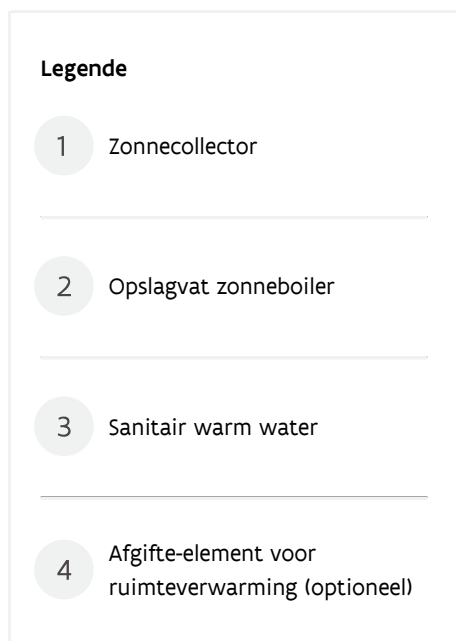 Legende
1 Zonnecollector
2 Opslagvat zonneboiler
3 Sanitair warm water
4 Afgifte-element voor
ruimteverwarming (optioneel)